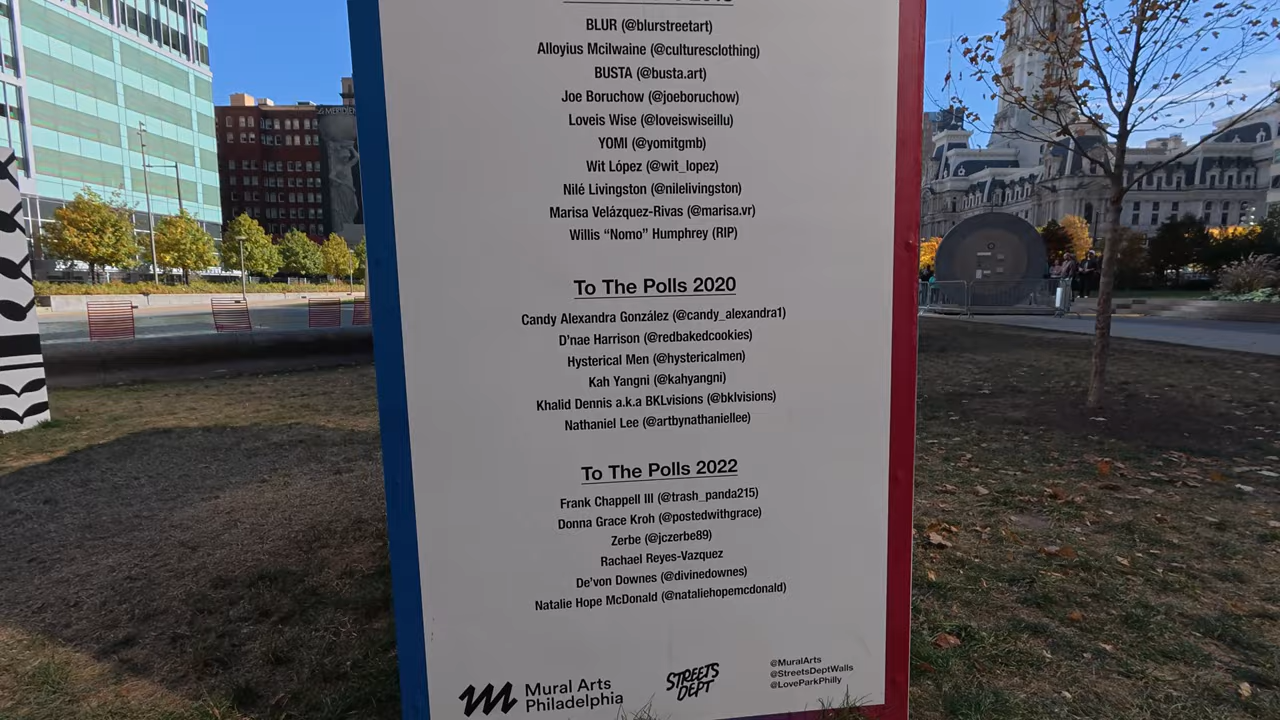 BLUR (@blurstreetart)
Alloyius Mcilwaine (@culturesclothing)
BUSTA (@busta.art)
Joe Boruchow (@joeboruchow)
Loveis Wise (@loveiswiseillu)
YOMI (@yomitgmb)
Wit López (@wit_lopez)
Nilé Livingston (@nilelivingston)
Marisa Velázquez-Rivas (@marisa.vr)
Willis “Nomo” Humphrey (RIP)
To The Polls 2020
Candy Alexandra González (@candy_alexandra1)
D'nae Harrison (@redbakedcookies)
Hysterical Men (@hystericalmen)
Kah Yangni (@kahyangni)
Khalid Dennis a.k.a BKLvisions (@bklvisions)
Nathaniel Lee (@artbynathaniellee)
To The Polls 2022
Frank Chappell III (@trash_panda215)
Donna Grace Kroh (@postedwithgrace)
Zerbe (@jczerbe89)
Rachael Reyes-Vazquez
De'von Downes (@divinedownes)
Natalie Hope McDonald (@nataliehopemcdonald)
Mural Arts
Philadelphia
STREETS
DEPT
@MuralArts
@StreetsDeptWalls
@LoveParkPhilly